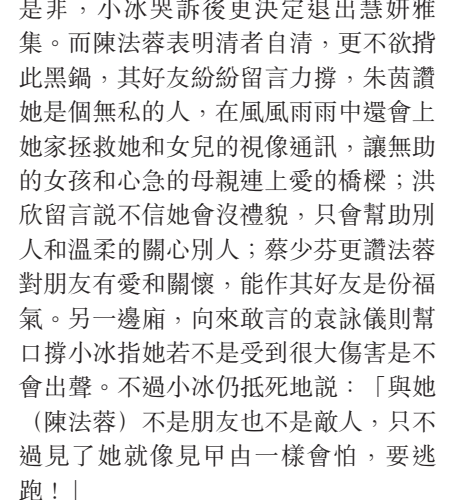 是非，小冰哭訴後更決定退出慧妍雅
集。而陳法蓉表明清者自清，更不欲揹
此黑鍋，其好友紛紛留言力撐，朱茵讚
她是個無私的人，在風風雨雨中還會上
她家拯救她和女兒的視像通訊，讓無助
的女孩和心急的母親連上愛的橋樑；洪
欣留言説不信她會沒禮貌，只會幫助別
人和溫柔的關心別人；蔡少芬更讚法蓉
對朋友有愛和關懷，能作其好友是份福
氣。另一邊廂，向來敢言的袁詠儀則幫
口撐小冰指她若不是受到很大傷害是不
會出聲。不過小冰仍抵死地説：「與她
（陳法蓉）不是朋友也不是敵人，只不
過見了她就像見曱甴一樣會怕，要逃
跑！」